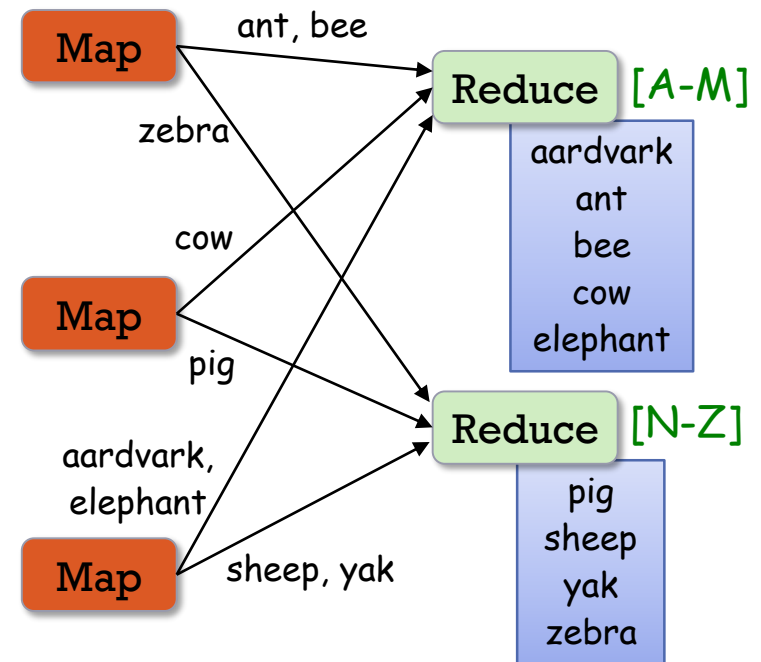 ant, bee
Map
Reduce [A-M]
zebra
aardvark
ant
bee
cow
elephant
cow
Map
pig
Reduce [N-Z]
aardvark,
elephant
pig
sheep
yak
zebra
Map
sheep, yak